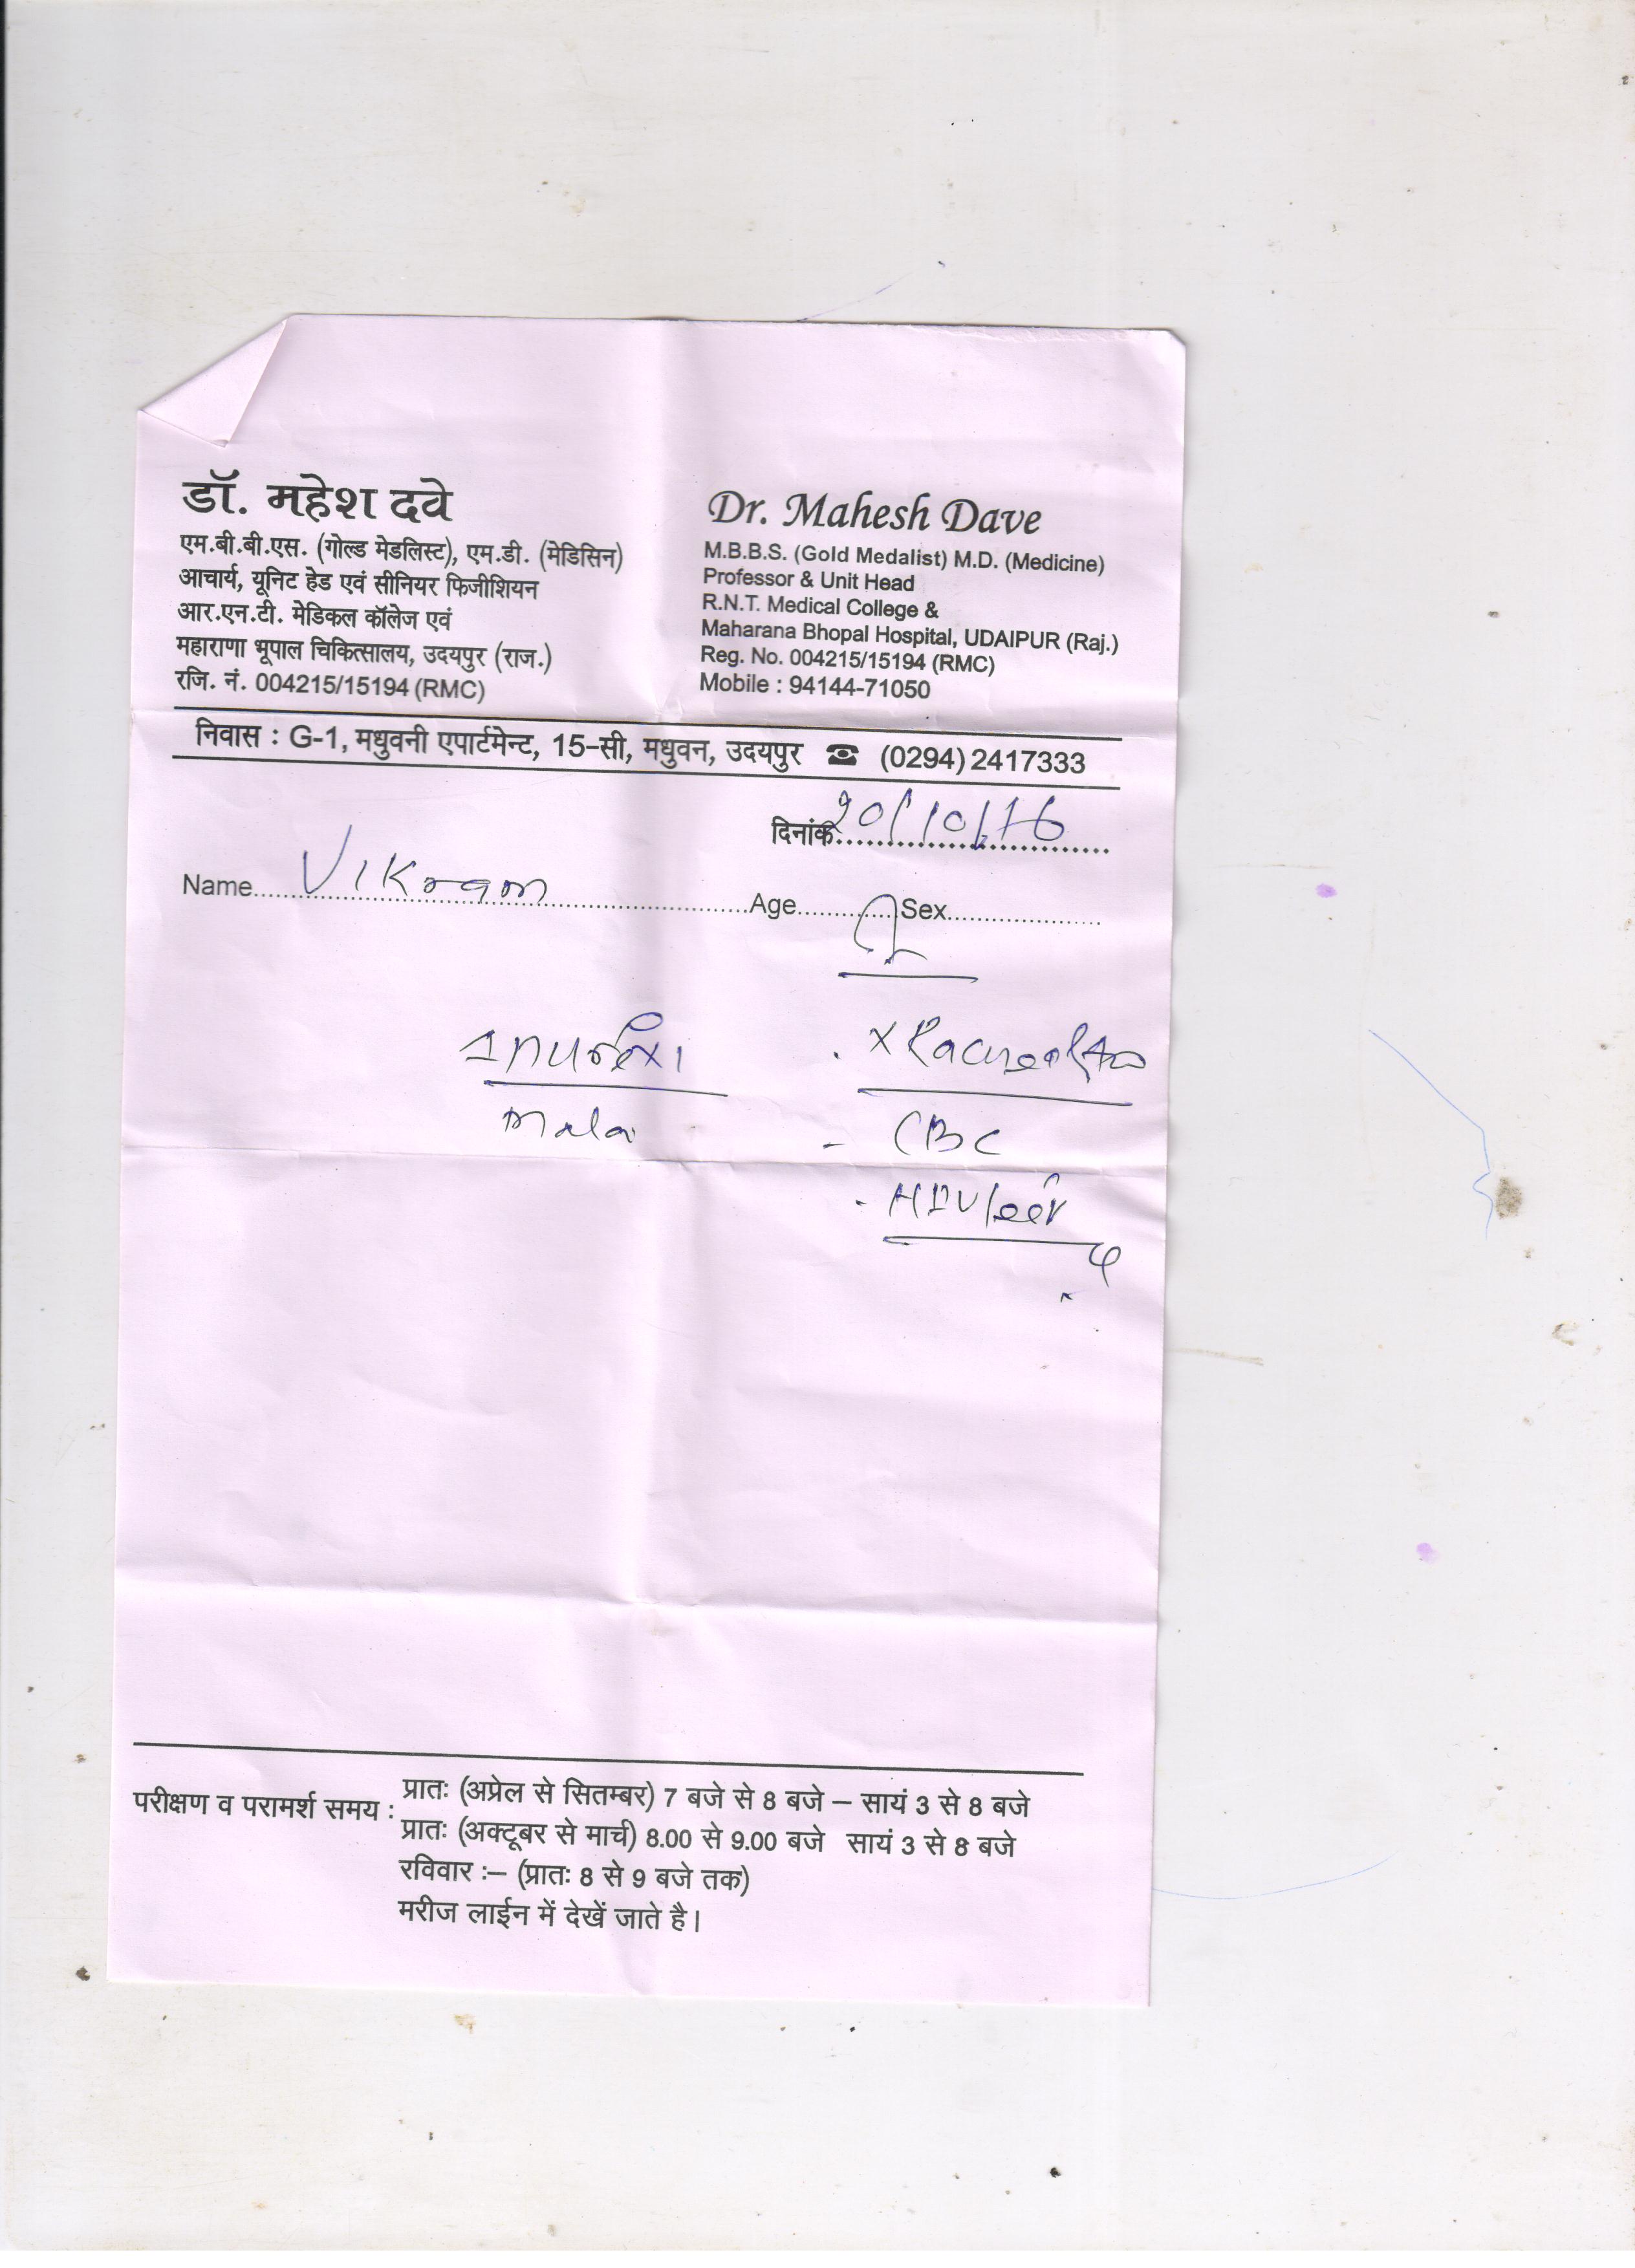 डॉ. महेश दवे
एम.बी.बी.एस. (गोल्ड मेडलिस्ट), एम.डी. (मेडिसिन)
आचार्य, यूनिट हेड एवं सीनियर फिजीशियन
आर.एन.टी. मेडिकल कॉलेज एवं
महाराणा भूपाल चिकित्सालय, उदयपुर (राज.)
रजि. नं. 004215/15194 (RMC)
Dr. Mahesh Dave
M.B.B.S. (Gold Medalist) M.D. (Medicine)
Professor & Unit Head
R.N.T. Medical College &
Maharana Bhopal Hospital, UDAIPUR (Raj.)
Reg. No. 004215/15194 (RMC)
Mobile : 94144-71050
निवास : G-1, मधुवनी एपार्टमेन्ट, 15-सी, मधुवन, उदयपुर ☎ (0294) 2417333
दिनांक 20/10/16
Name Vikram Age Sex
CBC
परीक्षण व परामर्श समय : प्रातः (अप्रेल से सितम्बर) 7 बजे से 8 बजे – सायं 3 से 8 बजे
प्रातः (अक्टूबर से मार्च) 8.00 से 9.00 बजे सायं 3 से 8 बजे
रविवार :– (प्रातः 8 से 9 बजे तक)
मरीज लाईन में देखें जाते है।